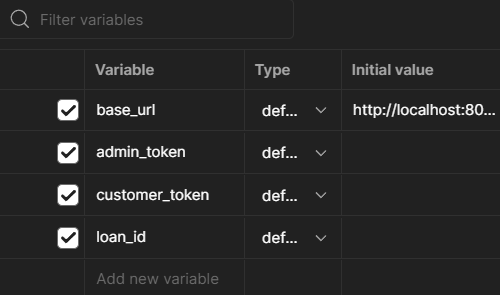 Filter variables
Variable Type Initial value
base_url def... http://localhost:80...
admin_token def...
customer_token def...
loan_id def...
Add new variable